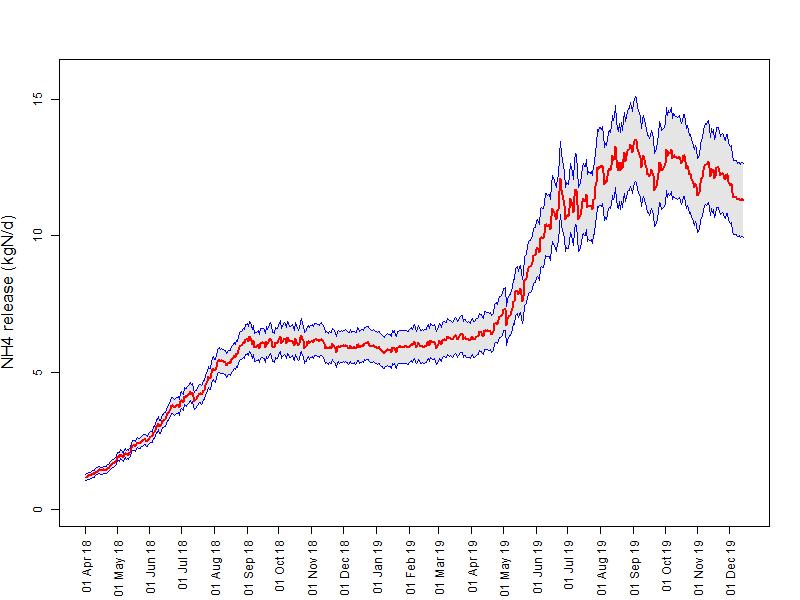 15
10
5
0
NH4 release (kgN/d)
01 Apr 18
01 May 18
01 Jun 18
01 Jul 18
01 Aug 18
01 Sep 18
01 Oct 18
01 Nov 18
01 Dec 18
01 Jan 19
01 Feb 19
01 Mar 19
01 Apr 19
01 May 19
01 Jun 19
01 Jul 19
01 Aug 19
01 Sep 19
01 Oct 19
01 Nov 19
01 Dec 19